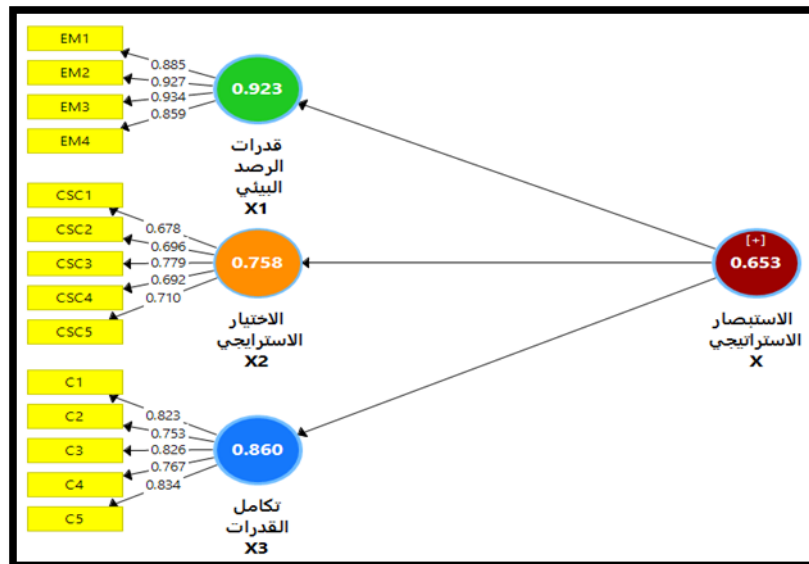 EM1
EM2
EM3
EM4
0.885
0.927
0.934
0.859
0.923
قدرات
الرصد
البيئي
X1
CSC1
CSC2
CSC3
CSC4
CSC5
0.678
0.696
0.779
0.692
0.710
0.758
الاختيار
الاسترايجي
X2
[+]
0.653
الاستبصار
الاستراتيجي
X
C1
C2
C3
C4
C5
0.823
0.753
0.826
0.767
0.834
0.860
تكامل
القدرات
X3